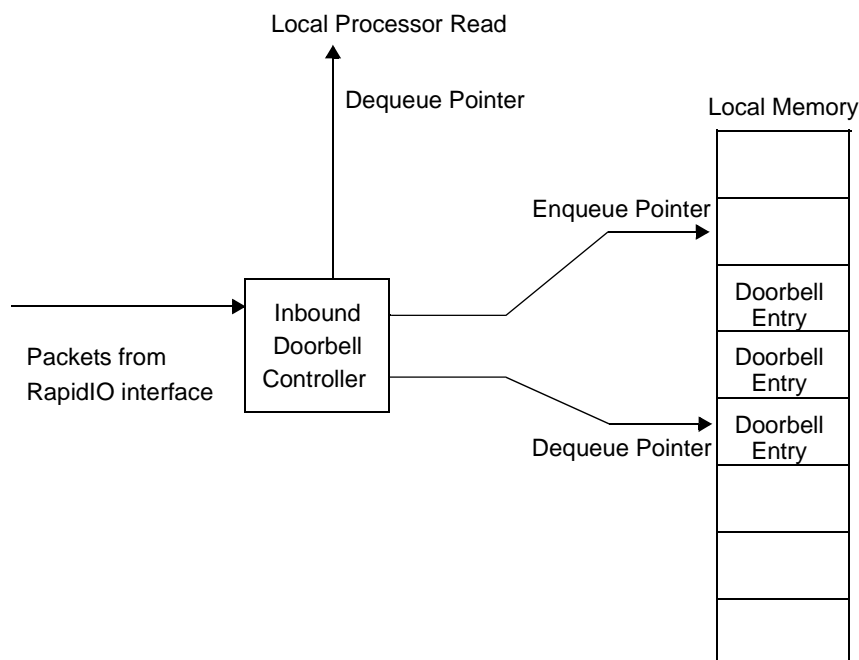 Local Processor Read
Dequeue Pointer
Local Memory
Enqueue Pointer
Inbound
Doorbell
Controller
Packets from
RapidIO interface
Dequeue Pointer
Doorbell
Entry
Doorbell
Entry
Doorbell
Entry